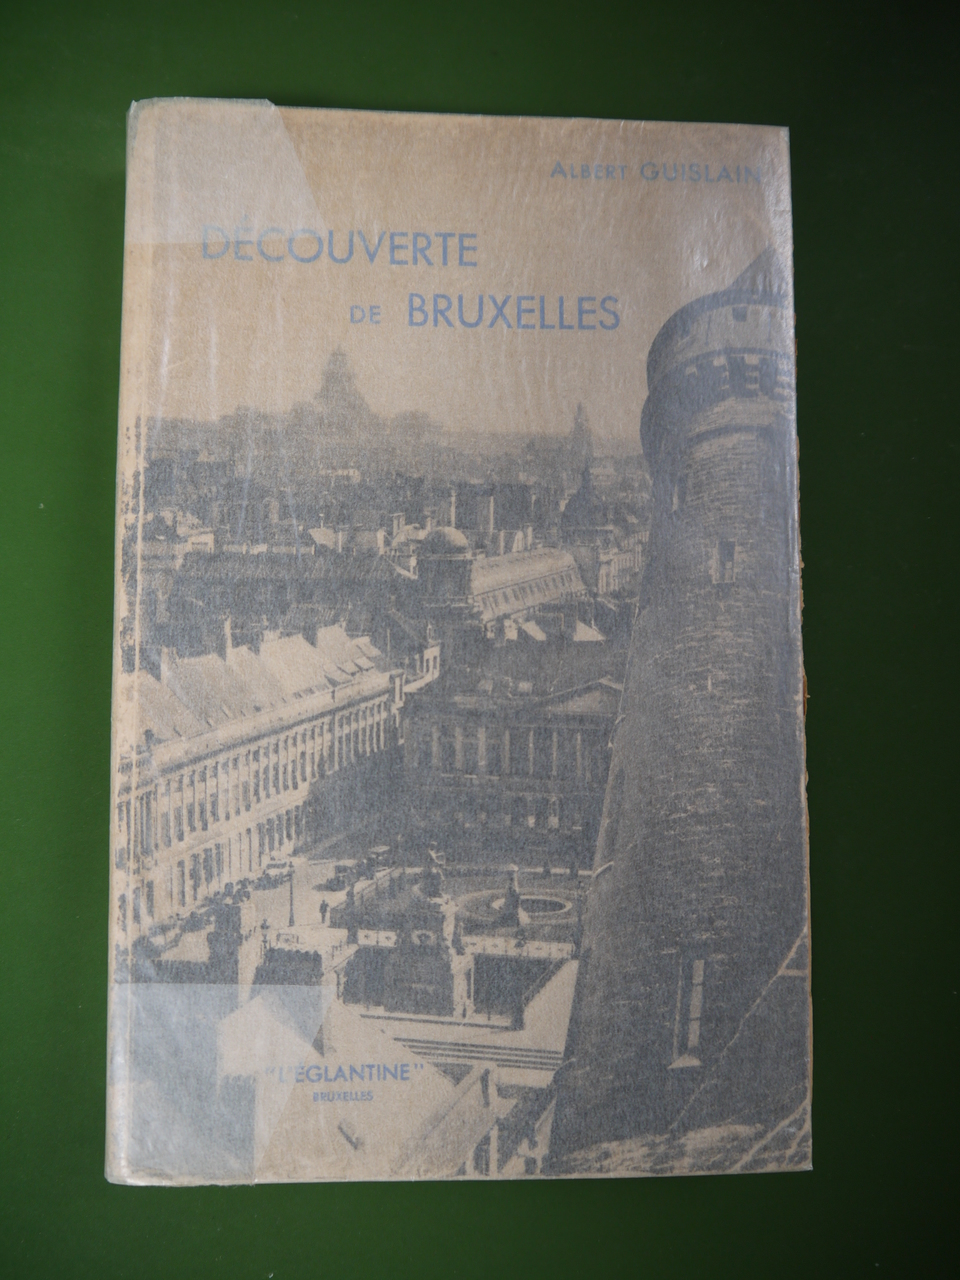 ALBERT GUISLAIN
DÉCOUVERTE
DE BRUXELLES
"L'ÉGLANTINE"
BRUXELLES